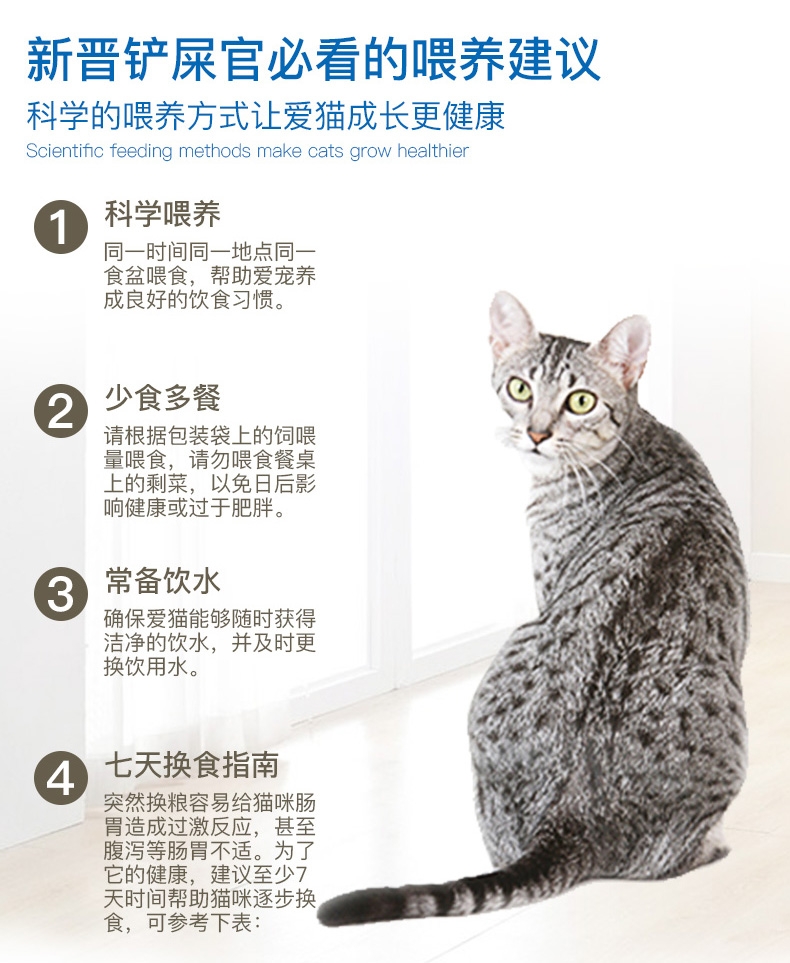 新晋铲屎官必看的喂养建议
科学的喂养方式让爱猫成长更健康
Scientific feeding methods make cats grow healthier
1 科学喂养
同一时间同一地点同一
食盆喂食，帮助爱宠养
成良好的饮食习惯。
2 少食多餐
请根据包装袋上的饲喂
量喂食，请勿喂食餐桌
上的剩菜，以免日后影
响健康或过于肥胖。
3 常备饮水
确保爱猫能够随时获得
洁净的饮水，并及时更
换饮用水。
4 七天换食指南
突然换粮容易给猫咪肠
胃造成过激反应，甚至
腹泻等肠胃不适。为了
它的健康，建议至少7
天时间帮助猫咪逐步换
食，可参考下表：